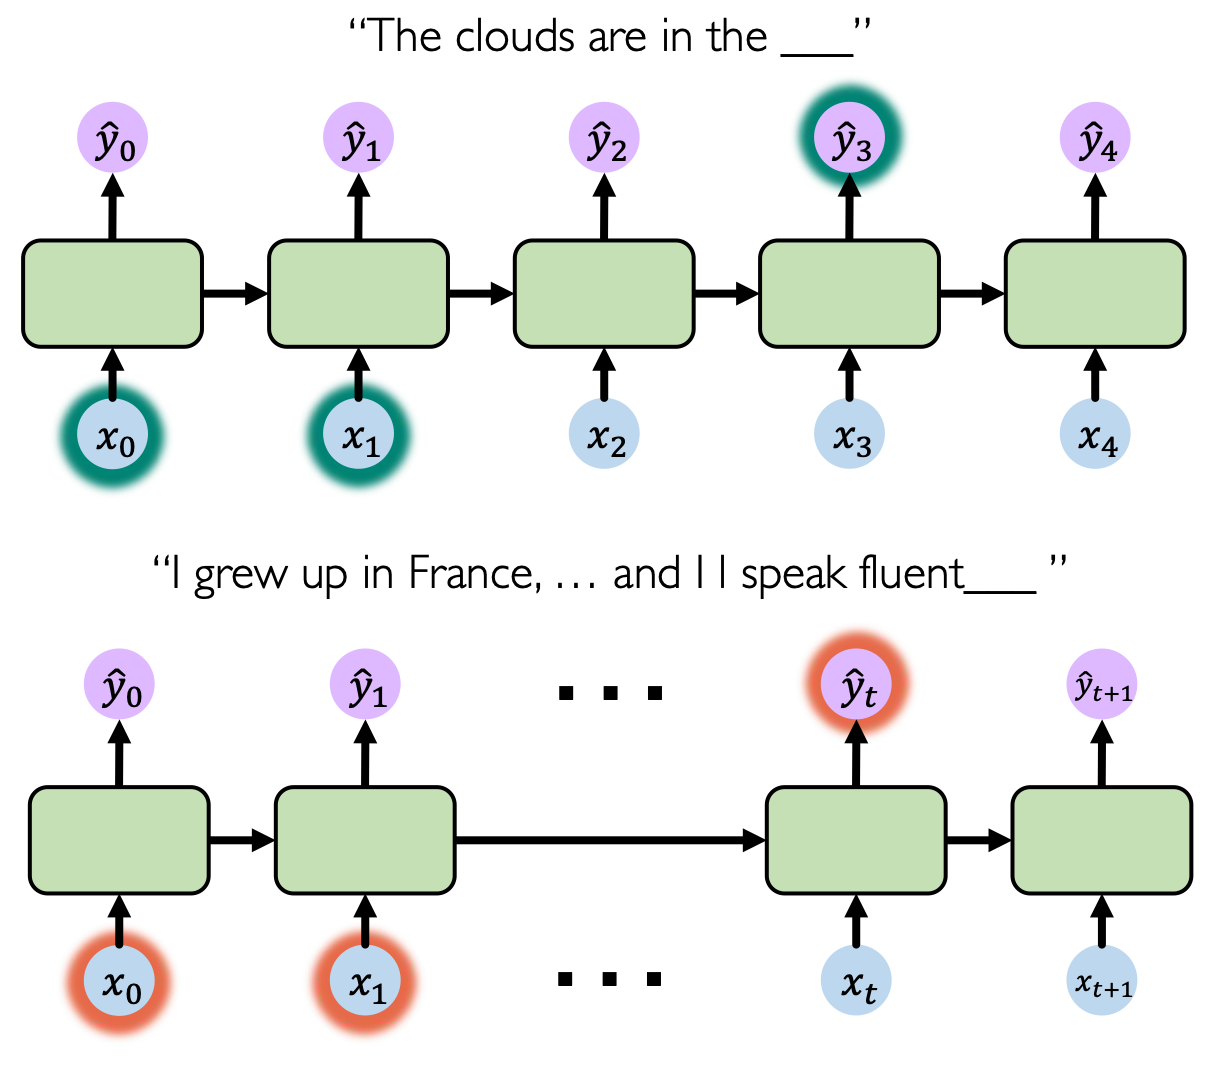 “The clouds are in the ___”
ŷ₀ ŷ₁ ŷ₂ ŷ₃ ŷ₄
x₀ x₁ x₂ x₃ x₄
“I grew up in France, … and I I speak fluent___ ”
ŷ₀ ŷ₁ ... ŷₜ ŷₜ₊₁
x₀ x₁ ... xₜ xₜ₊₁